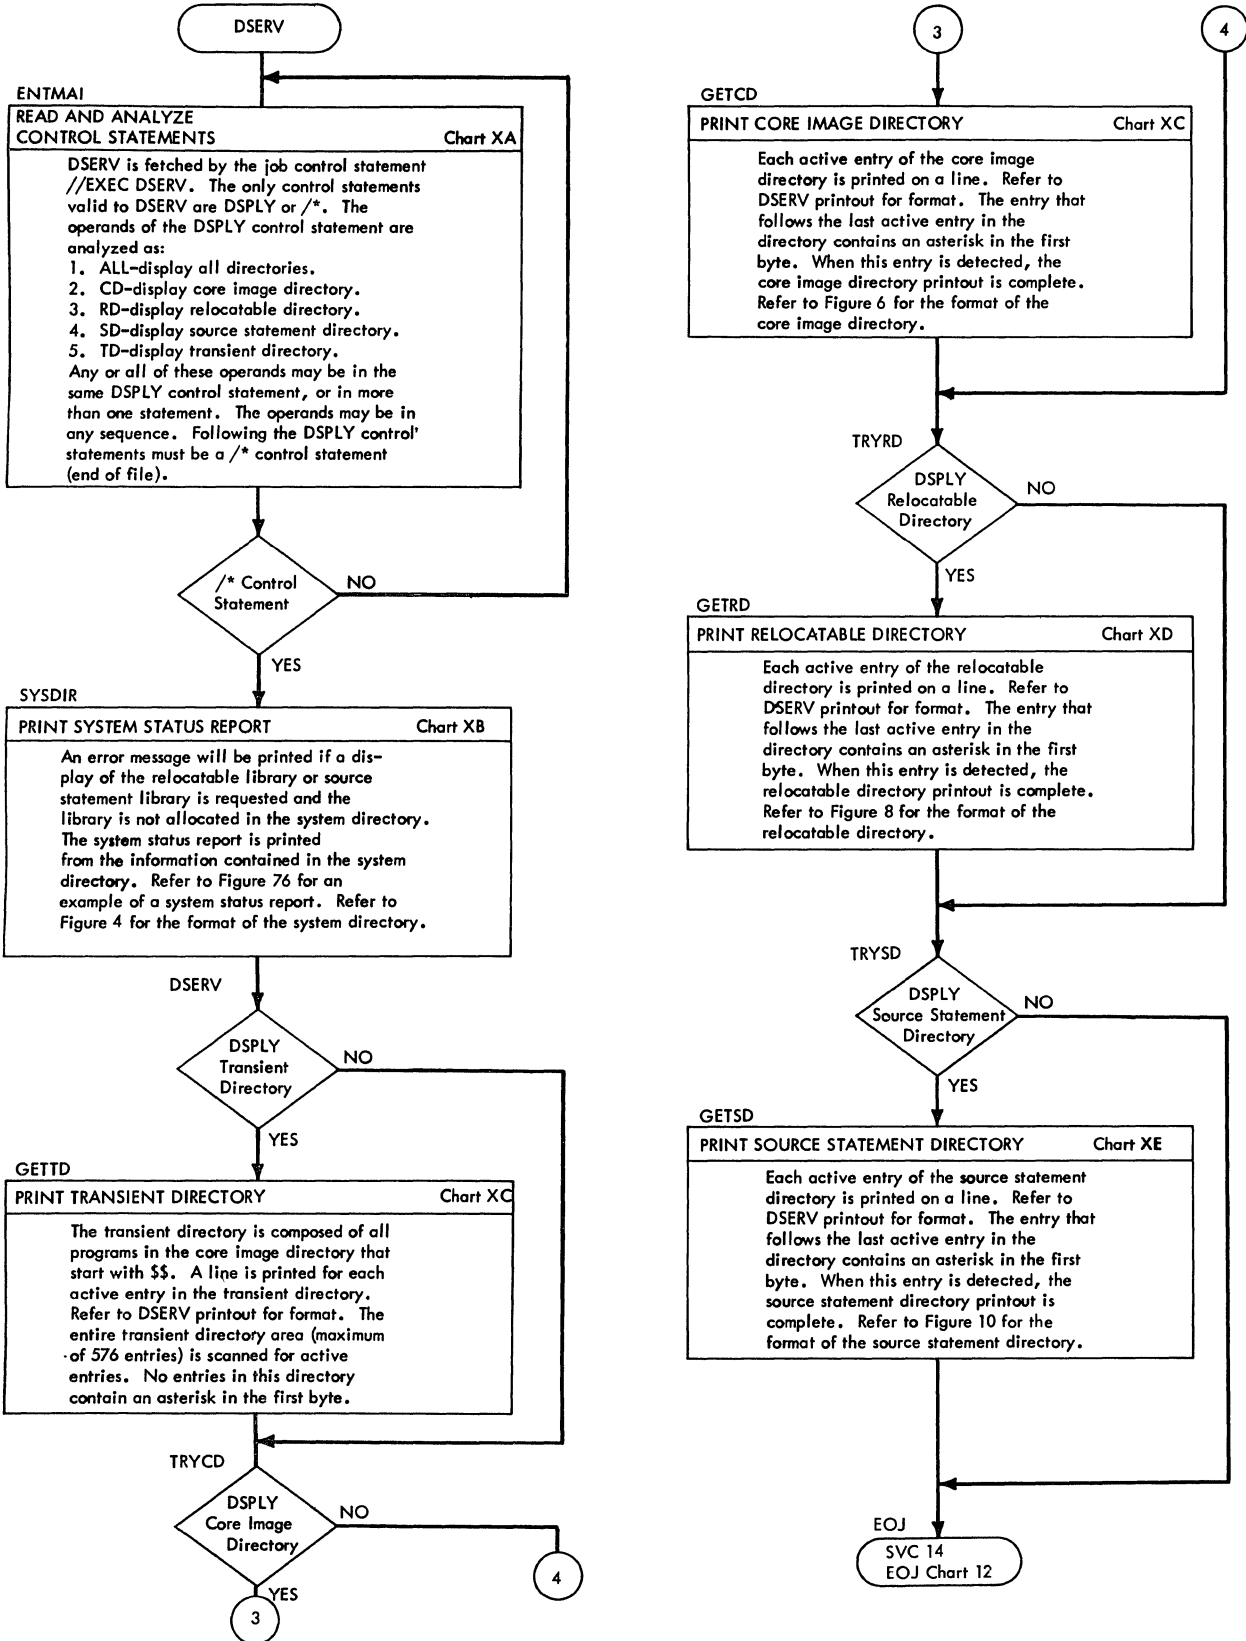 DSERV
ENTMAI
READ AND ANALYZE
CONTROL STATEMENTS Chart XA
DSERV is fetched by the job control statement
//EXEC DSERV. The only control statements
valid to DSERV are DSPLY or /*. The
operands of the DSPLY control statement are
analyzed as:
1. ALL-display all directories.
2. CD-display core image directory.
3. RD-display relocatable directory.
4. SD-display source statement directory.
5. TD-display transient directory.
Any or all of these operands may be in the
same DSPLY control statement, or in more
than one statement. The operands may be in
any sequence. Following the DSPLY control'
statements must be a /* control statement
(end of file).
/* Control
Statement
NO
YES
SYSDIR
PRINT SYSTEM STATUS REPORT Chart XB
An error message will be printed if a dis-
play of the relocatable library or source
statement library is requested and the
library is not allocated in the system directory.
The system status report is printed
from the information contained in the system
directory. Refer to Figure 76 for an
example of a system status report. Refer to
Figure 4 for the format of the system directory.
DSERV
DSPLY
Transient
Directory
NO
YES
GETTD
PRINT TRANSIENT DIRECTORY Chart XC
The transient directory is composed of all
programs in the core image directory that
start with $$. A line is printed for each
active entry in the transient directory.
Refer to DSERV printout for format. The
entire transient directory area (maximum
of 576 entries) is scanned for active
entries. No entries in this directory
contain an asterisk in the first byte.
TRYCD
DSPLY
Core Image
Directory
NO
4
YES
3
3
4
GETCD
PRINT CORE IMAGE DIRECTORY Chart XC
Each active entry of the core image
directory is printed on a line. Refer to
DSERV printout for format. The entry that
follows the last active entry in the
directory contains an asterisk in the first
byte. When this entry is detected, the
core image directory printout is complete.
Refer to Figure 6 for the format of the
core image directory.
TRYRD
DSPLY
Relocatable
Directory
NO
YES
GETRD
PRINT RELOCATABLE DIRECTORY Chart XD
Each active entry of the relocatable
directory is printed on a line. Refer to
DSERV printout for format. The entry that
follows the last active entry in the
directory contains an asterisk in the first
byte. When this entry is detected, the
relocatable directory printout is complete.
Refer to Figure 8 for the format of the
relocatable directory.
TRYSD
DSPLY
Source Statement
Directory
NO
YES
GETSD
PRINT SOURCE STATEMENT DIRECTORY Chart XE
Each active entry of the source statement
directory is printed on a line. Refer to
DSERV printout for format. The entry that
follows the last active entry in the
directory contains an asterisk in the first
byte. When this entry is detected, the
source statement directory printout is
complete. Refer to Figure 10 for the
format of the source statement directory.
EOJ
SVC 14
EOJ Chart 12